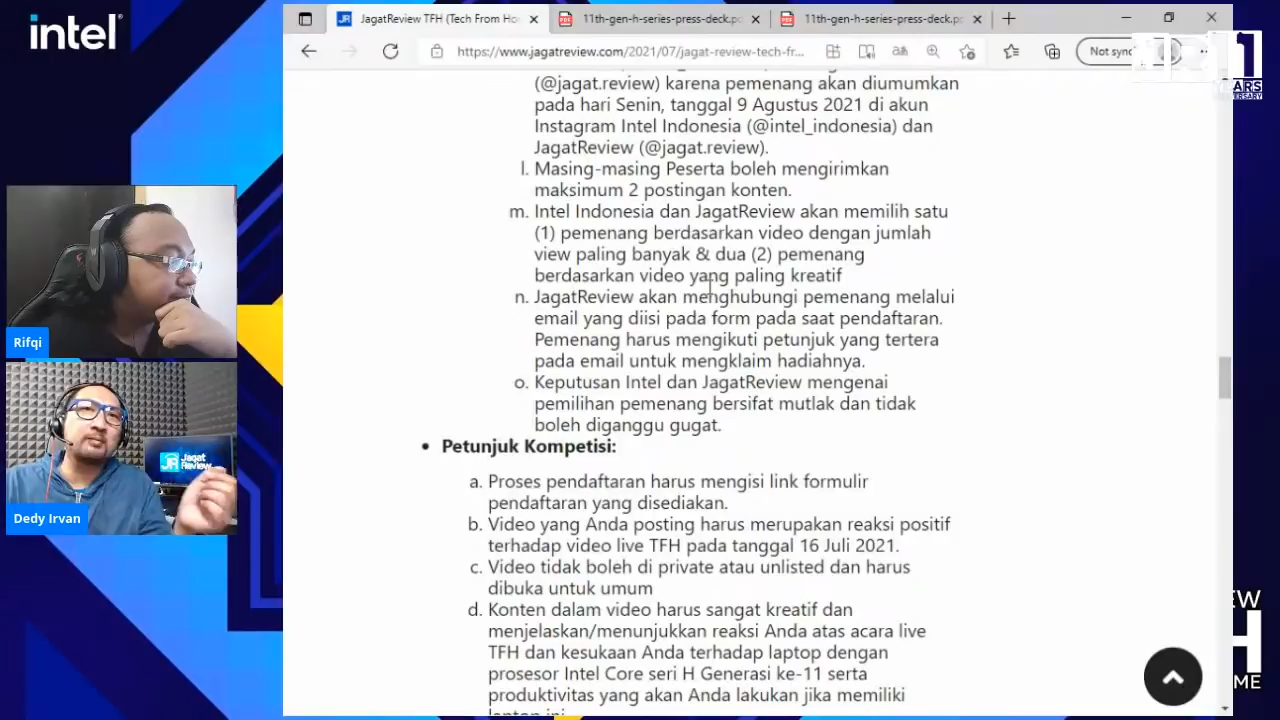 intel
JagatReview TFH (Tech From Ho
11th-gen-h-series-press-deck.pd
11th-gen-h-series-press-deck.pd
https://www.jagatreview.com/2021/07/jagat-review-tech-fr...
Not sync
(@jagat.review) karena pemenang akan diumumkan
pada hari Senin, tanggal 9 Agustus 2021 di akun
Instagram Intel Indonesia (@intel_indonesia) dan
JagatReview (@jagat.review).
l. Masing-masing Peserta boleh mengirimkan
maksimum 2 postingan konten.
m. Intel Indonesia dan JagatReview akan memilih satu
(1) pemenang berdasarkan video dengan jumlah
view paling banyak & dua (2) pemenang
berdasarkan video yang paling kreatif
n. JagatReview akan menghubungi pemenang melalui
email yang diisi pada form pada saat pendaftaran.
Pemenang harus mengikuti petunjuk yang tertera
pada email untuk mengklaim hadiahnya.
o. Keputusan Intel dan JagatReview mengenai
pemilihan pemenang bersifat mutlak dan tidak
boleh diganggu gugat.
• Petunjuk Kompetisi:
a. Proses pendaftaran harus mengisi link formulir
pendaftaran yang disediakan.
b. Video yang Anda posting harus merupakan reaksi positif
terhadap video live TFH pada tanggal 16 Juli 2021.
c. Video tidak boleh di private atau unlisted dan harus
dibuka untuk umum
d. Konten dalam video harus sangat kreatif dan
menjelaskan/menunjukkan reaksi Anda atas acara live
TFH dan kesukaan Anda terhadap laptop dengan
prosesor Intel Core seri H Generasi ke-11 serta
produktivitas yang akan Anda lakukan jika memiliki
laptop ini
Rifqi
Jagat
Review
Dedy Irvan